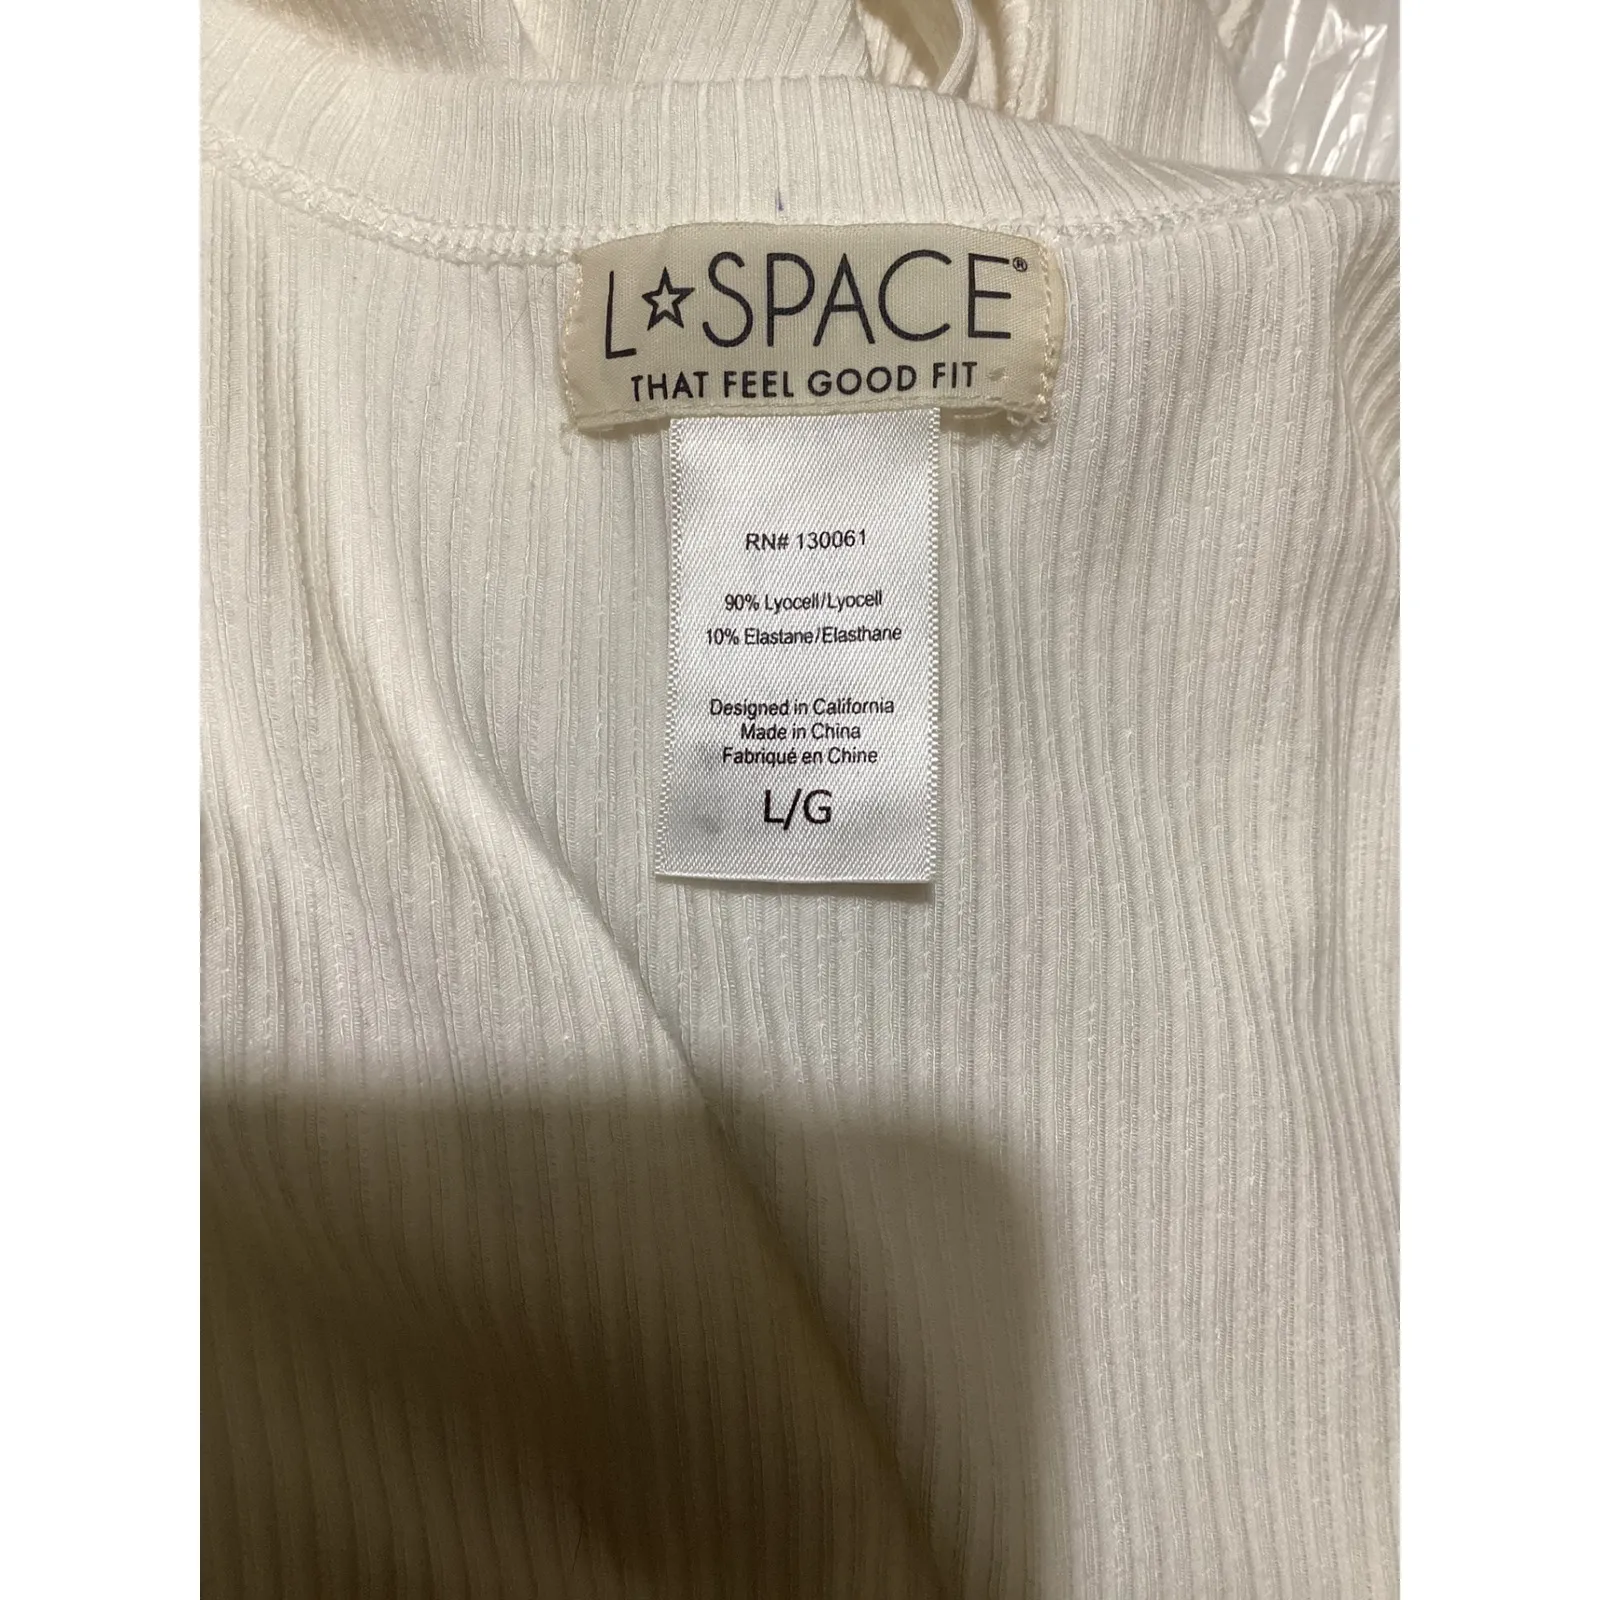 L☆SPACE®
THAT FEEL GOOD FIT
RN# 130061
90% Lyocell/Lyocell
10% Elastane/Elasthane
Designed in California
Made in China
Fabriqué en Chine
L/G